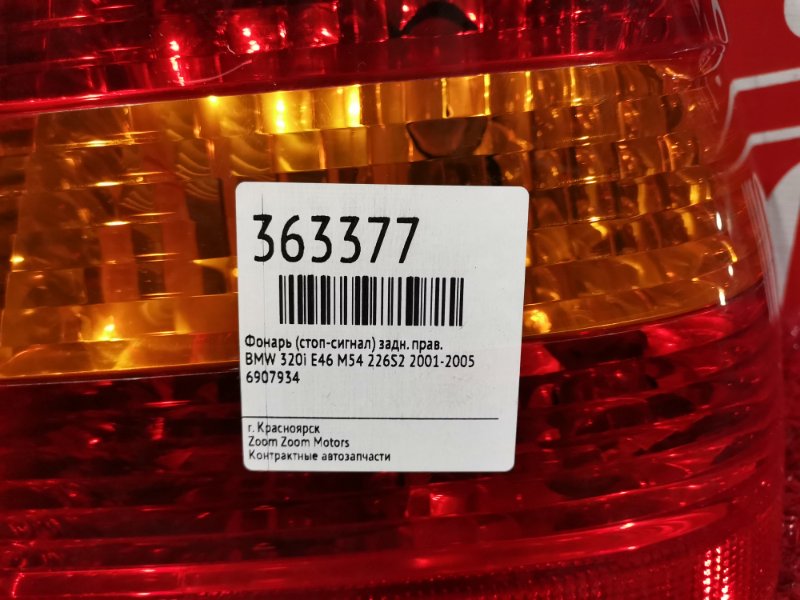 363377
Фонарь (стоп-сигнал) задн. прав.
BMW 320i E46 M54 226S2 2001-2005
6907934
г. Красноярск
Zoom Zoom Motors
Контрактные автозапчасти